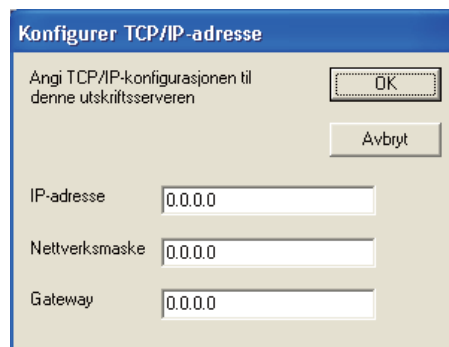 Konfigurer TCP/IP-adresse
Angi TCP/IP-konfigurasjonen til
denne utskriftsserveren
OK
Avbryt
IP-adresse 0.0.0.0
Nettverksmaske 0.0.0.0
Gateway 0.0.0.0